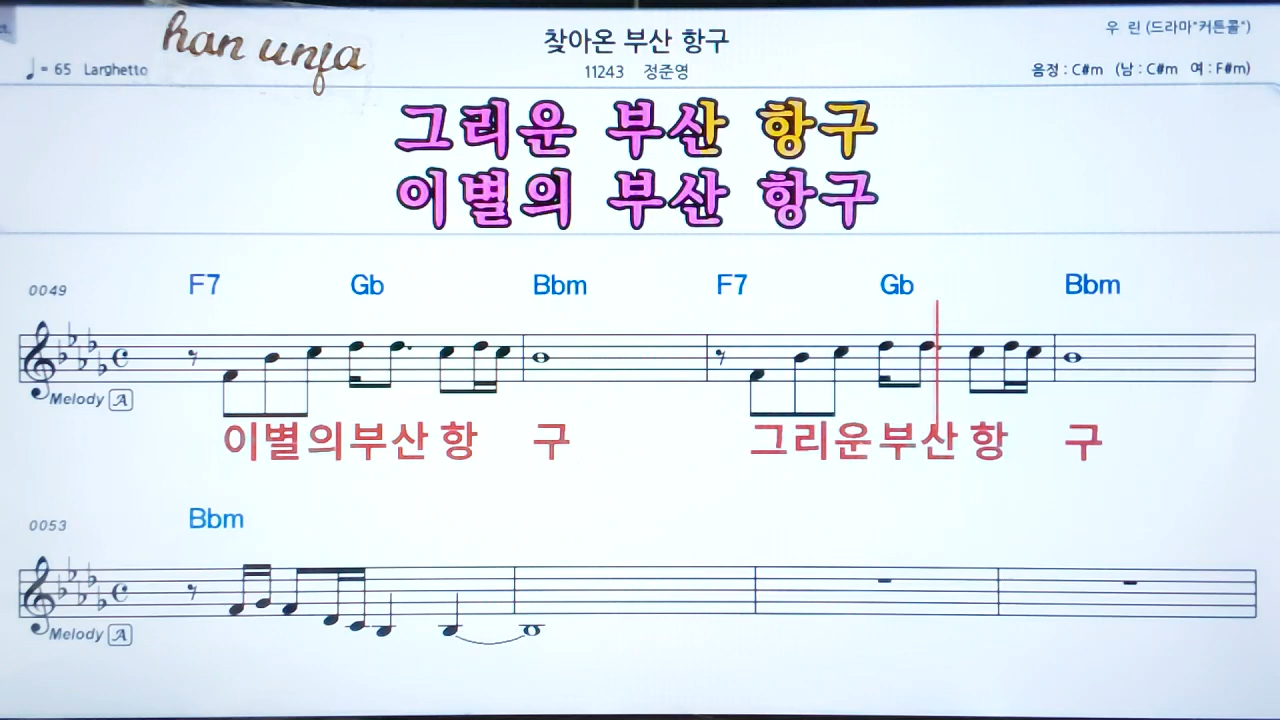 han unja
찾아온 부산 항구
우 린 (드라마"커튼콜")
♩= 65 Larghetto
11243 정준영
음정 : C#m (남 : C#m 여 : F#m)
그리운 부산 항구
이별의 부산 항구
0049 F7 Gb Bbm F7 Gb Bbm
Melody A
이별의부산 항 구 그리운부산 항 구
0053 Bbm
Melody A